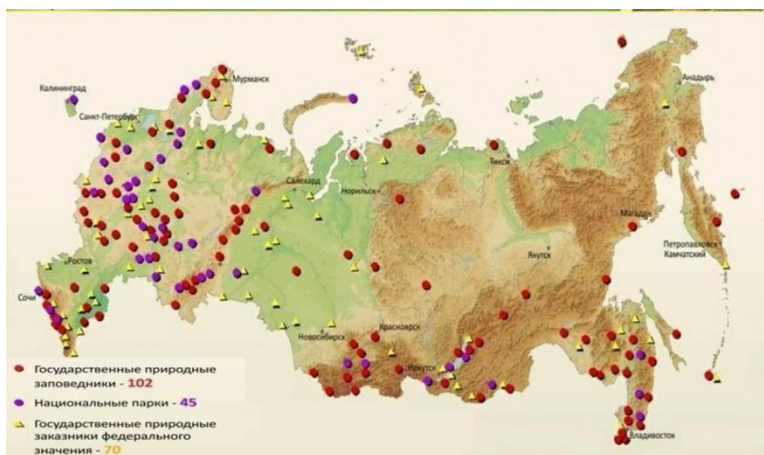 Мурманск
Калининград
Анадырь
Санкт-Петербург
Тикси
Салехард
Норильск
Магадан
Петропавловск
Камчатский
Якутск
Ростов
Сочи
Красноярск
Новосибирск
Иркутск
Владивосток
Государственные природные
заповедники - 102
Национальные парки - 45
Государственные природные
заказники федерального
значения - 70